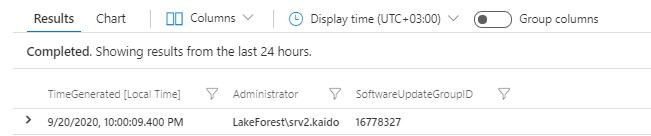 Results Chart Columns Display time (UTC+03:00) Group columns
Completed. Showing results from the last 24 hours.
TimeGenerated [Local Time] Administrator SoftwareUpdateGroupID
9/20/2020, 10:00:09.400 PM LakeForest\srv2.kaido 16778327